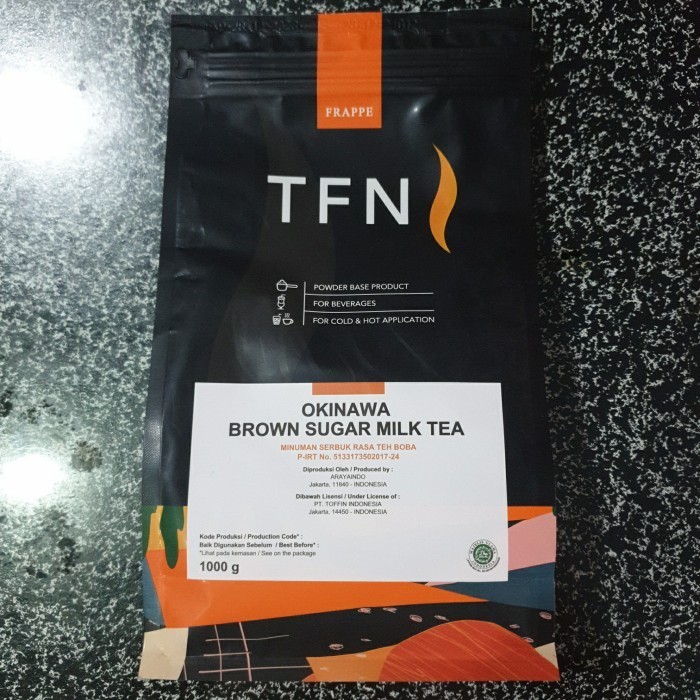 FRAPPE
TFN
POWDER BASE PRODUCT
FOR BEVERAGES
FOR COLD & HOT APPLICATION
OKINAWA
BROWN SUGAR MILK TEA
MINUMAN SERBUK RASA TEH BOBA
P-IRT No. 5133173502017-24
Diproduksi Oleh / Produced by :
ARAYAINDO
Jakarta, 11840 - INDONESIA
Dibawah Lisensi / Under License of :
PT. TOFFIN INDONESIA
Jakarta, 14450 - INDONESIA
Kode Produksi / Production Code* :
Baik Digunakan Sebelum / Best Before* :
*Lihat pada kemasan / See on the package
1000 g